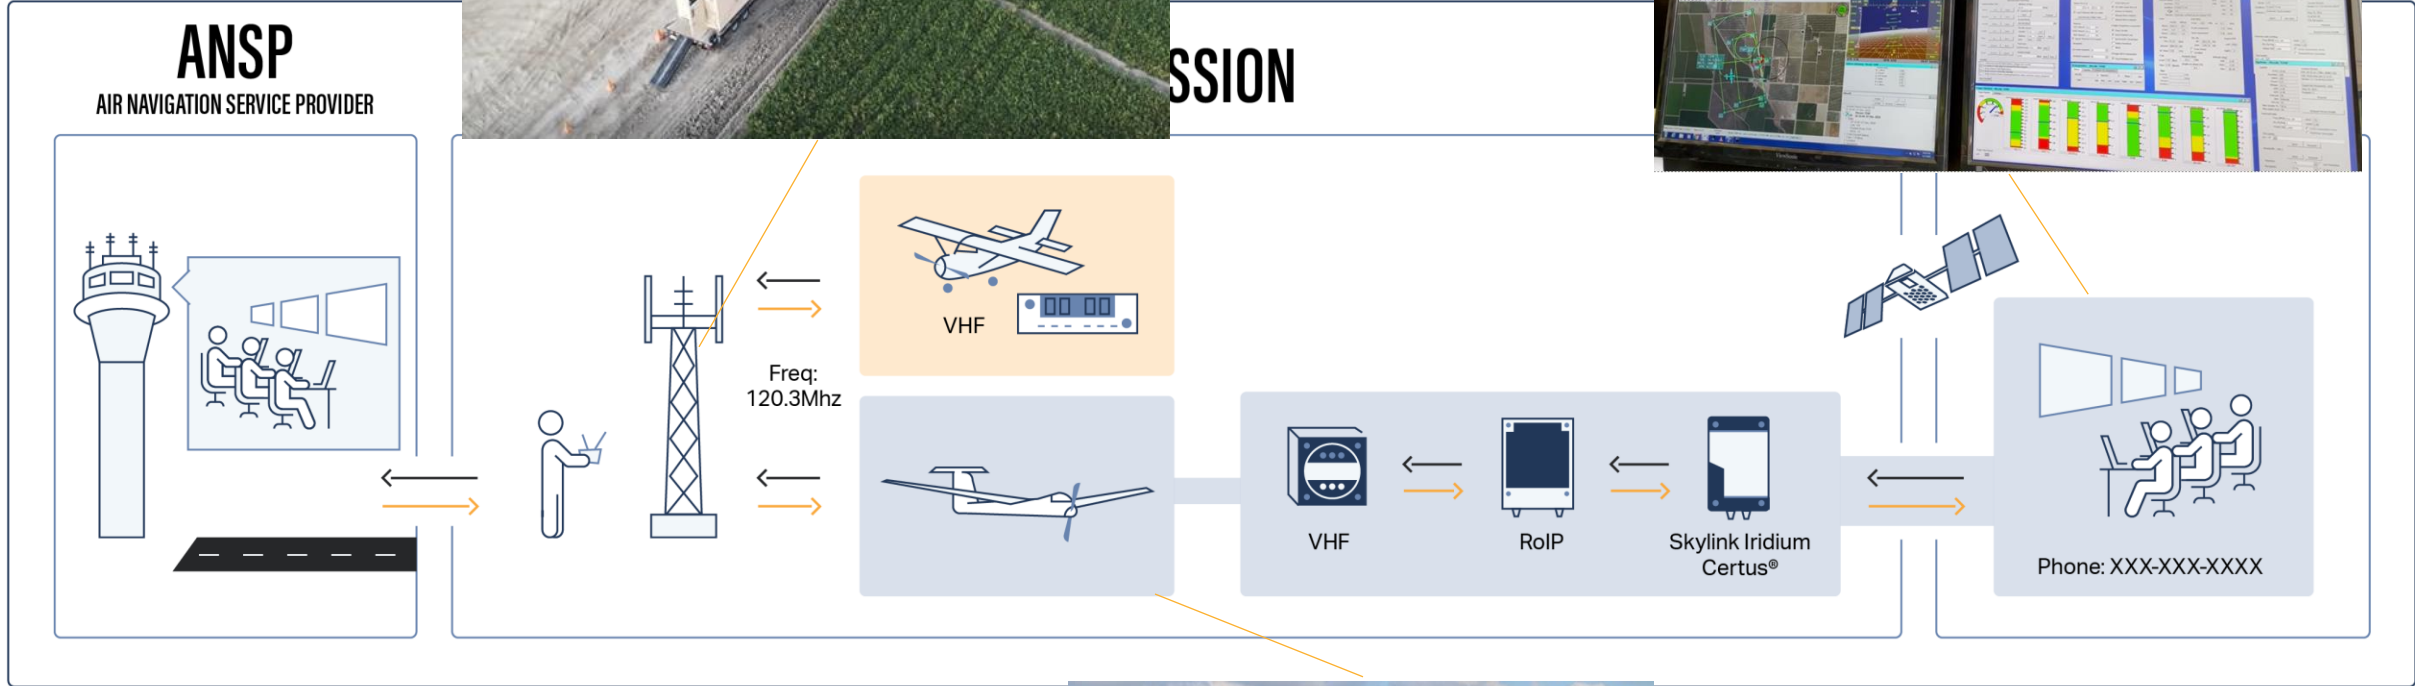 ANSP
AIR NAVIGATION SERVICE PROVIDER
SSION
VHF
Freq:
120.3Mhz
VHF
RoIP
Skylink Iridium
Certus®
Phone: XXX-XXX-XXXX